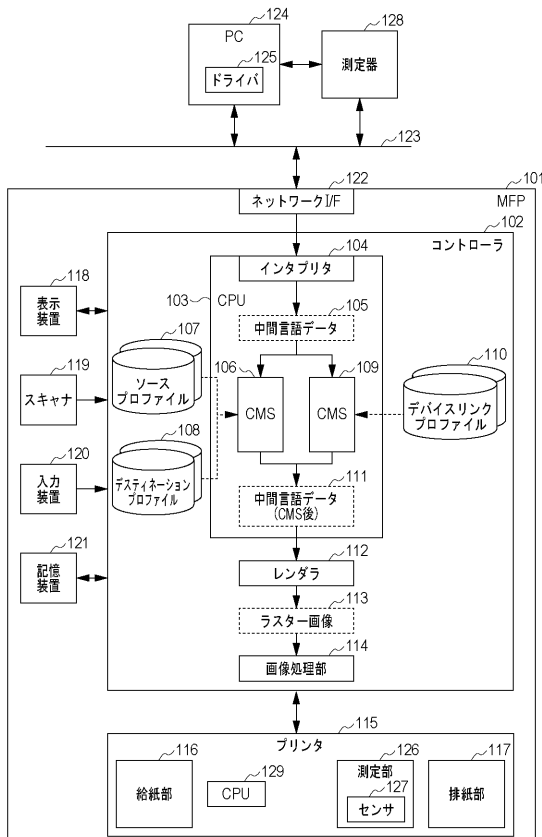 124
PC
125
ドライバ
128
測定器
123
101
MFP
122
ネットワークI/F
102
コントローラ
104
インタプリタ
103
CPU
105
中間言語データ
118
表示
装置
107
ソース
プロファイル
106
CMS
109
CMS
110
デバイスリンク
プロファイル
119
スキャナ
108
デスティネーション
プロファイル
120
入力
装置
111
中間言語データ
(CMS後)
121
記憶
装置
112
レンダラ
113
ラスター画像
114
画像処理部
115
プリンタ
116
給紙部
129
CPU
126
測定部
127
センサ
117
排紙部